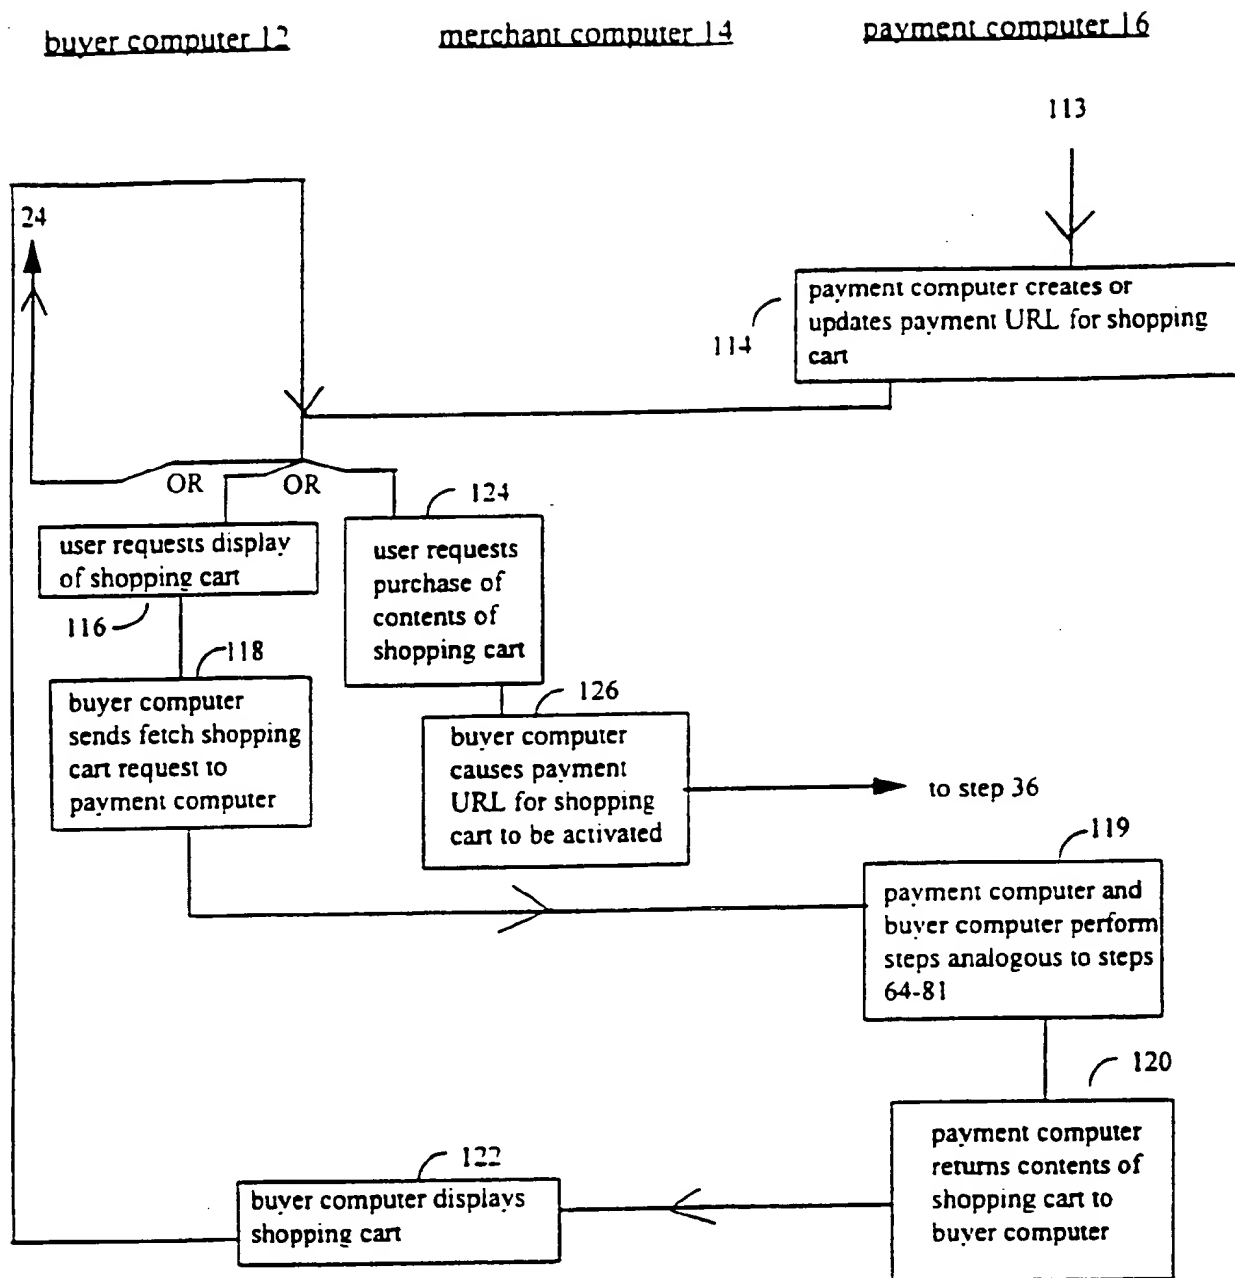 buyer computer 12
merchant computer 14
payment computer 16
113
24
payment computer creates or
updates payment URL for shopping
cart
114
OR
OR
124
user requests display
of shopping cart
116
user requests
purchase of
contents of
shopping cart
118
buyer computer
sends fetch shopping
cart request to
payment computer
126
buyer computer
causes payment
URL for shopping
cart to be activated
to step 36
119
payment computer and
buyer computer perform
steps analogous to steps
64-81
120
payment computer
returns contents of
shopping cart to
buyer computer
122
buyer computer displays
shopping cart